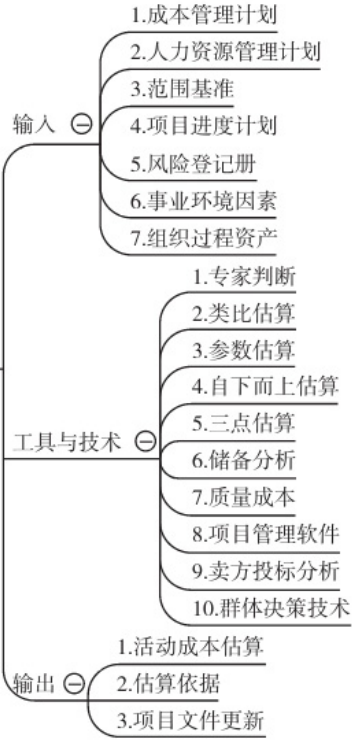 输入
1.成本管理计划
2.人力资源管理计划
3.范围基准
4.项目进度计划
5.风险登记册
6.事业环境因素
7.组织过程资产
工具与技术
1.专家判断
2.类比估算
3.参数估算
4.自下而上估算
5.三点估算
6.储备分析
7.质量成本
8.项目管理软件
9.卖方投标分析
10.群体决策技术
输出
1.活动成本估算
2.估算依据
3.项目文件更新